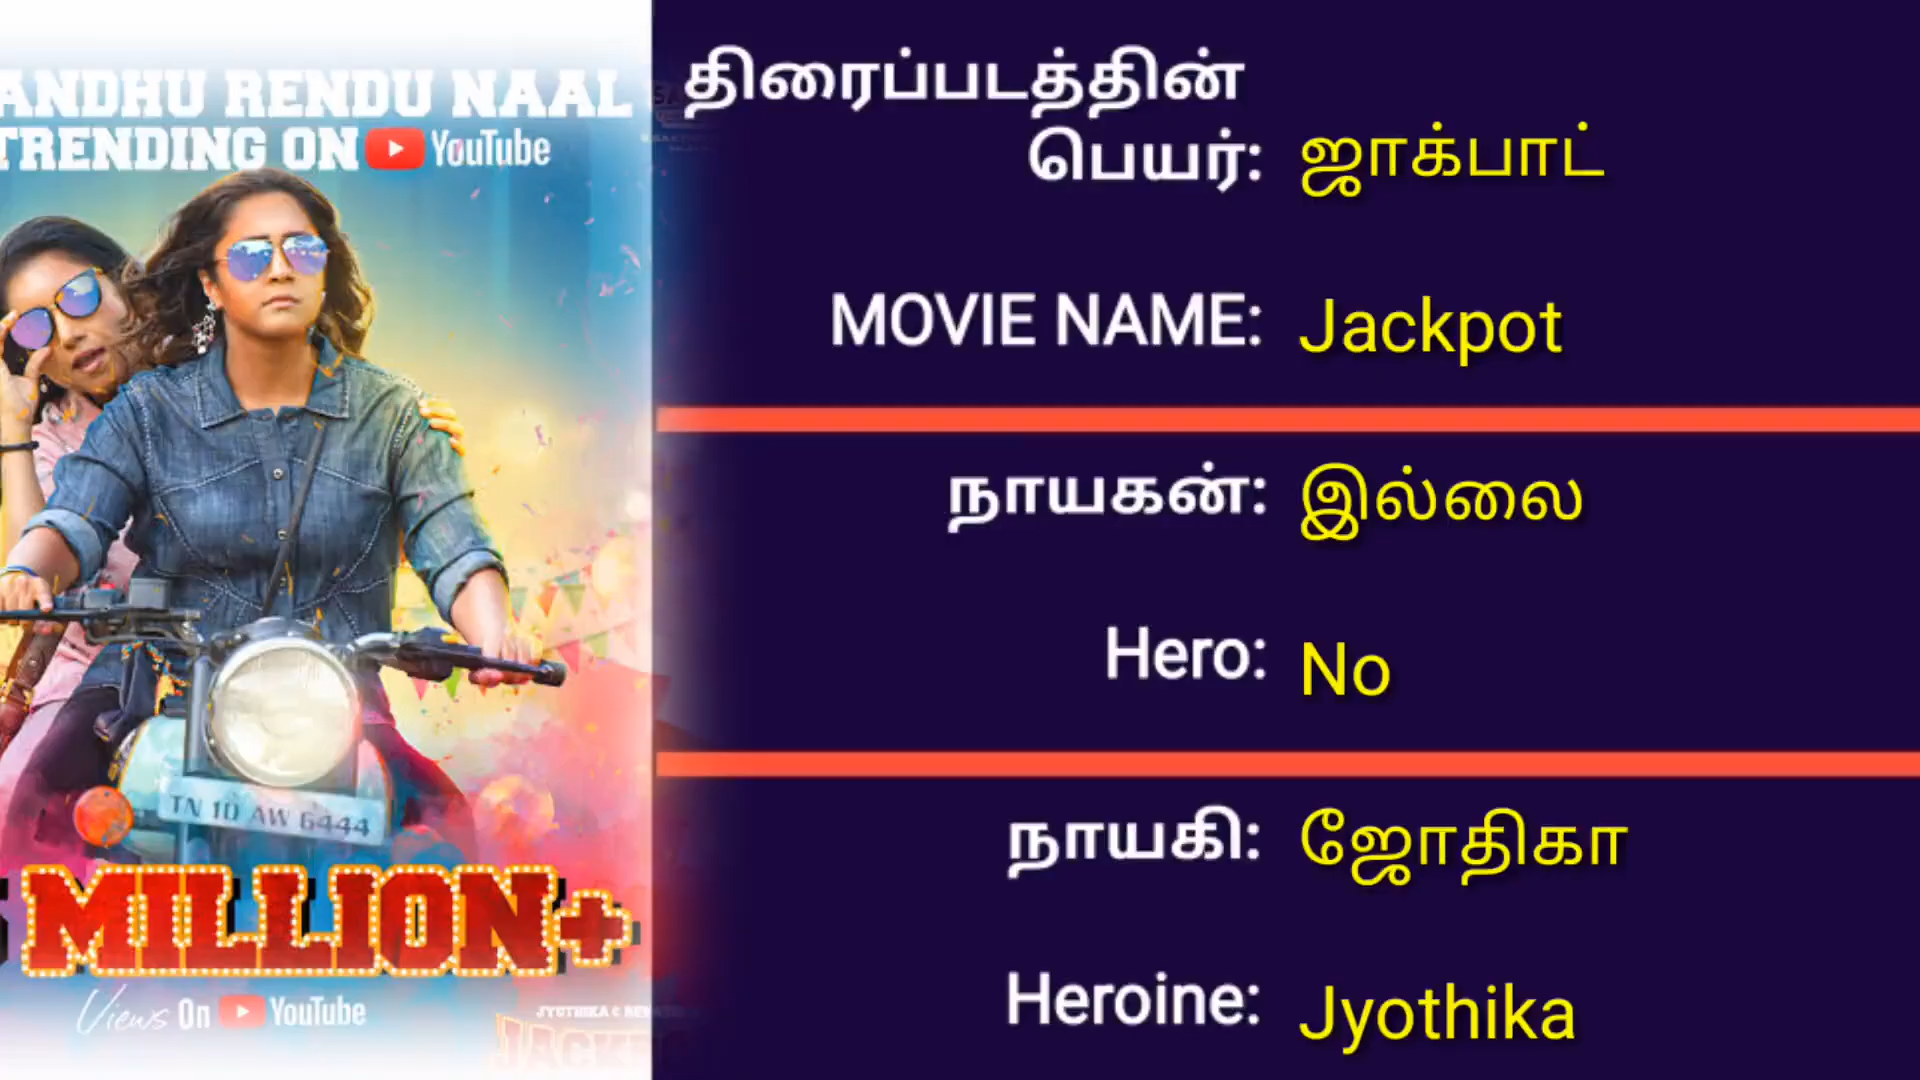 ANDHU RENDU NAAL
TRENDING ON YouTube
TN 10 AW 6444
MILLION+
Views On YouTube
திரைப்படத்தின்
பெயர்: ஜாக்பாட்
MOVIE NAME: Jackpot
நாயகன்: இல்லை
Hero: No
நாயகி: ஜோதிகா
Heroine: Jyothika